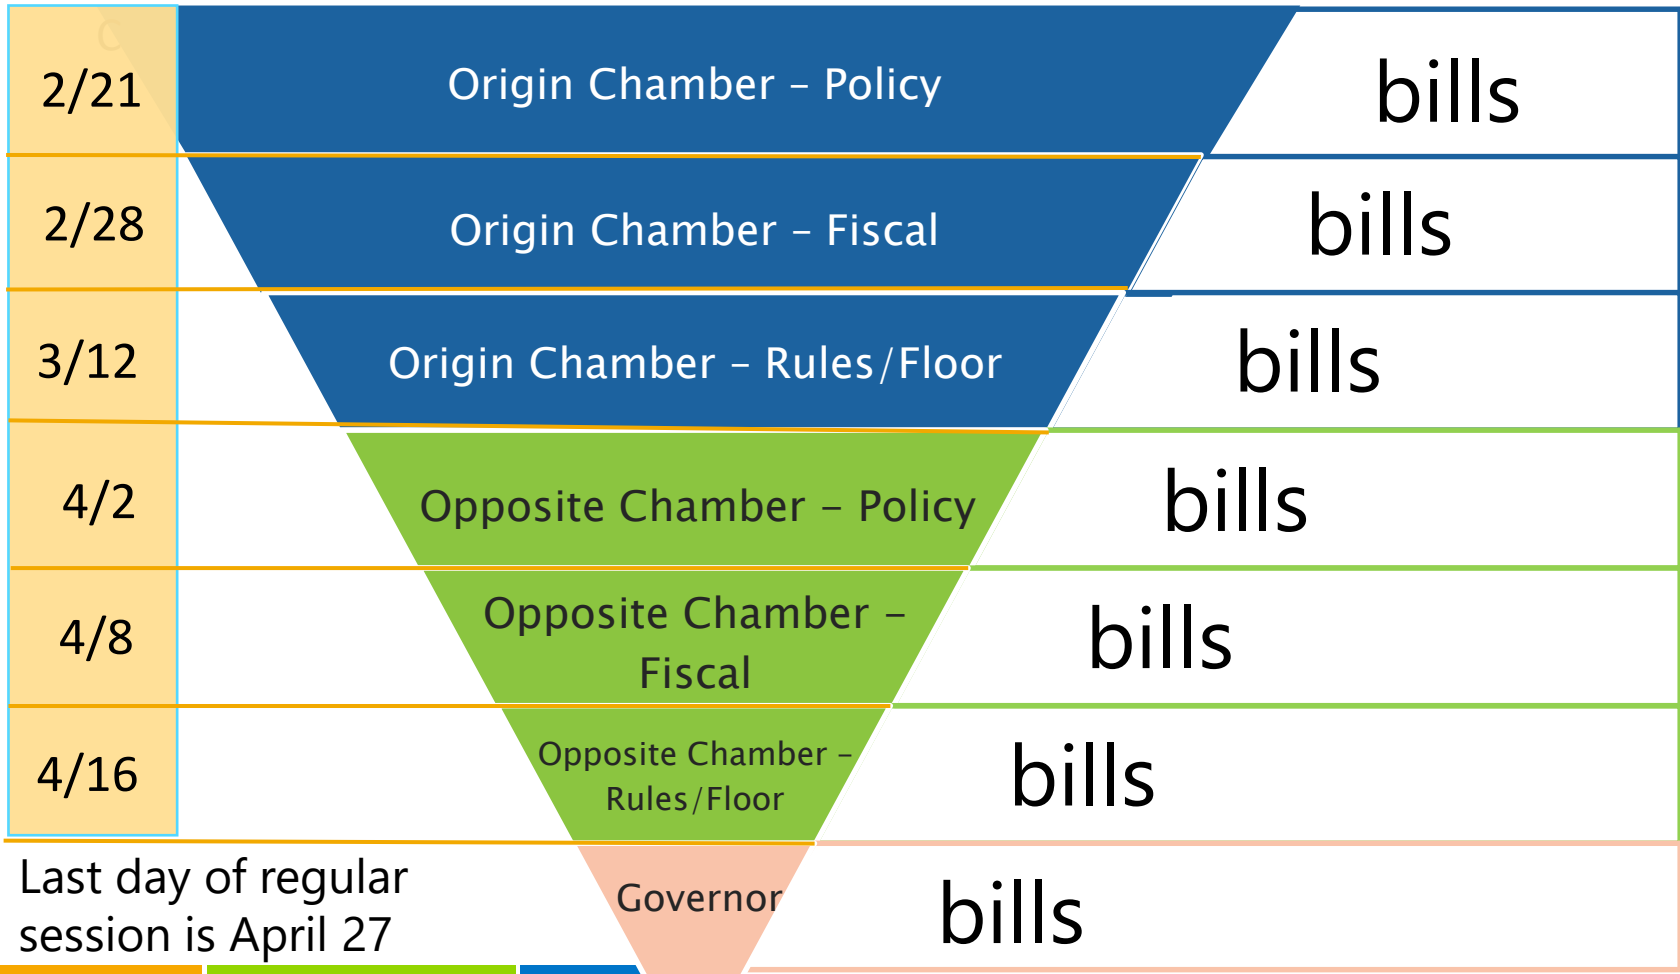 2/21
Origin Chamber – Policy
bills
2/28
Origin Chamber – Fiscal
bills
3/12
Origin Chamber – Rules/Floor
bills
4/2
Opposite Chamber – Policy
bills
4/8
Opposite Chamber –
Fiscal
bills
4/16
Opposite Chamber –
Rules/Floor
bills
Last day of regular
session is April 27
Governor
bills